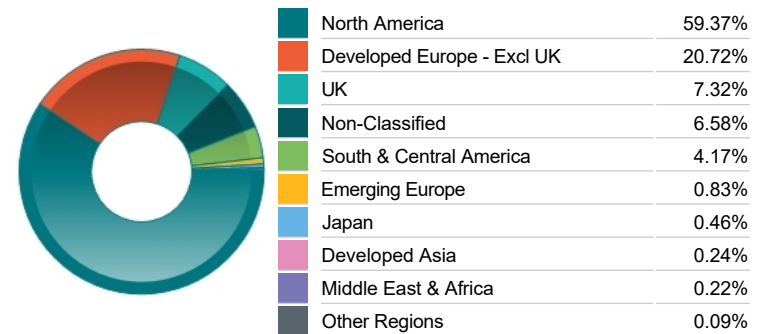 North America 59.37%
Developed Europe - Excl UK 20.72%
UK 7.32%
Non-Classified 6.58%
South & Central America 4.17%
Emerging Europe 0.83%
Japan 0.46%
Developed Asia 0.24%
Middle East & Africa 0.22%
Other Regions 0.09%